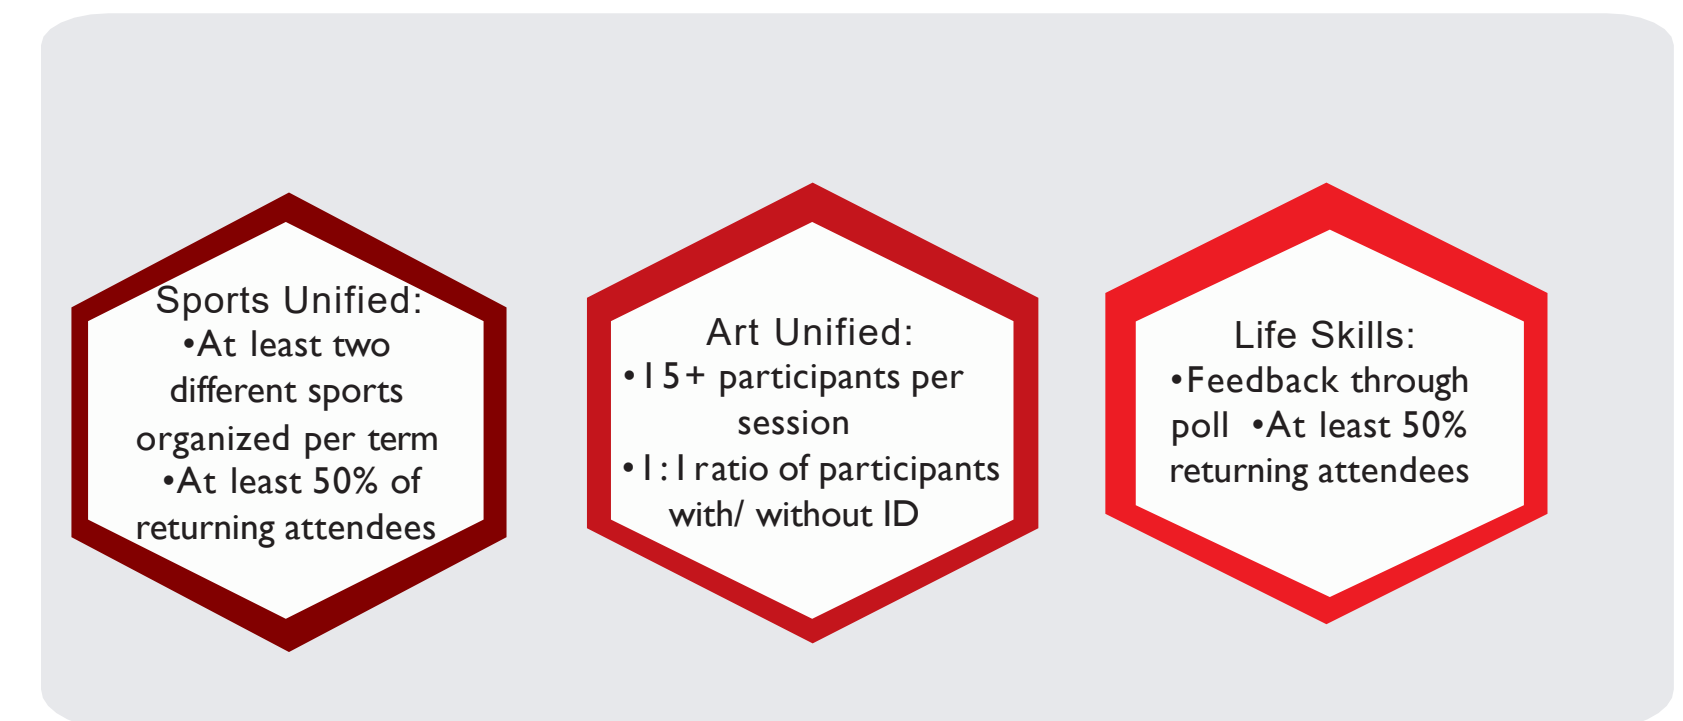 Sports Unified:
•At least two
different sports
organized per term
•At least 50% of
returning attendees
Art Unified:
•15+ participants per
session
•1:1 ratio of participants
with/ without ID
Life Skills:
•Feedback through
poll •At least 50%
returning attendees